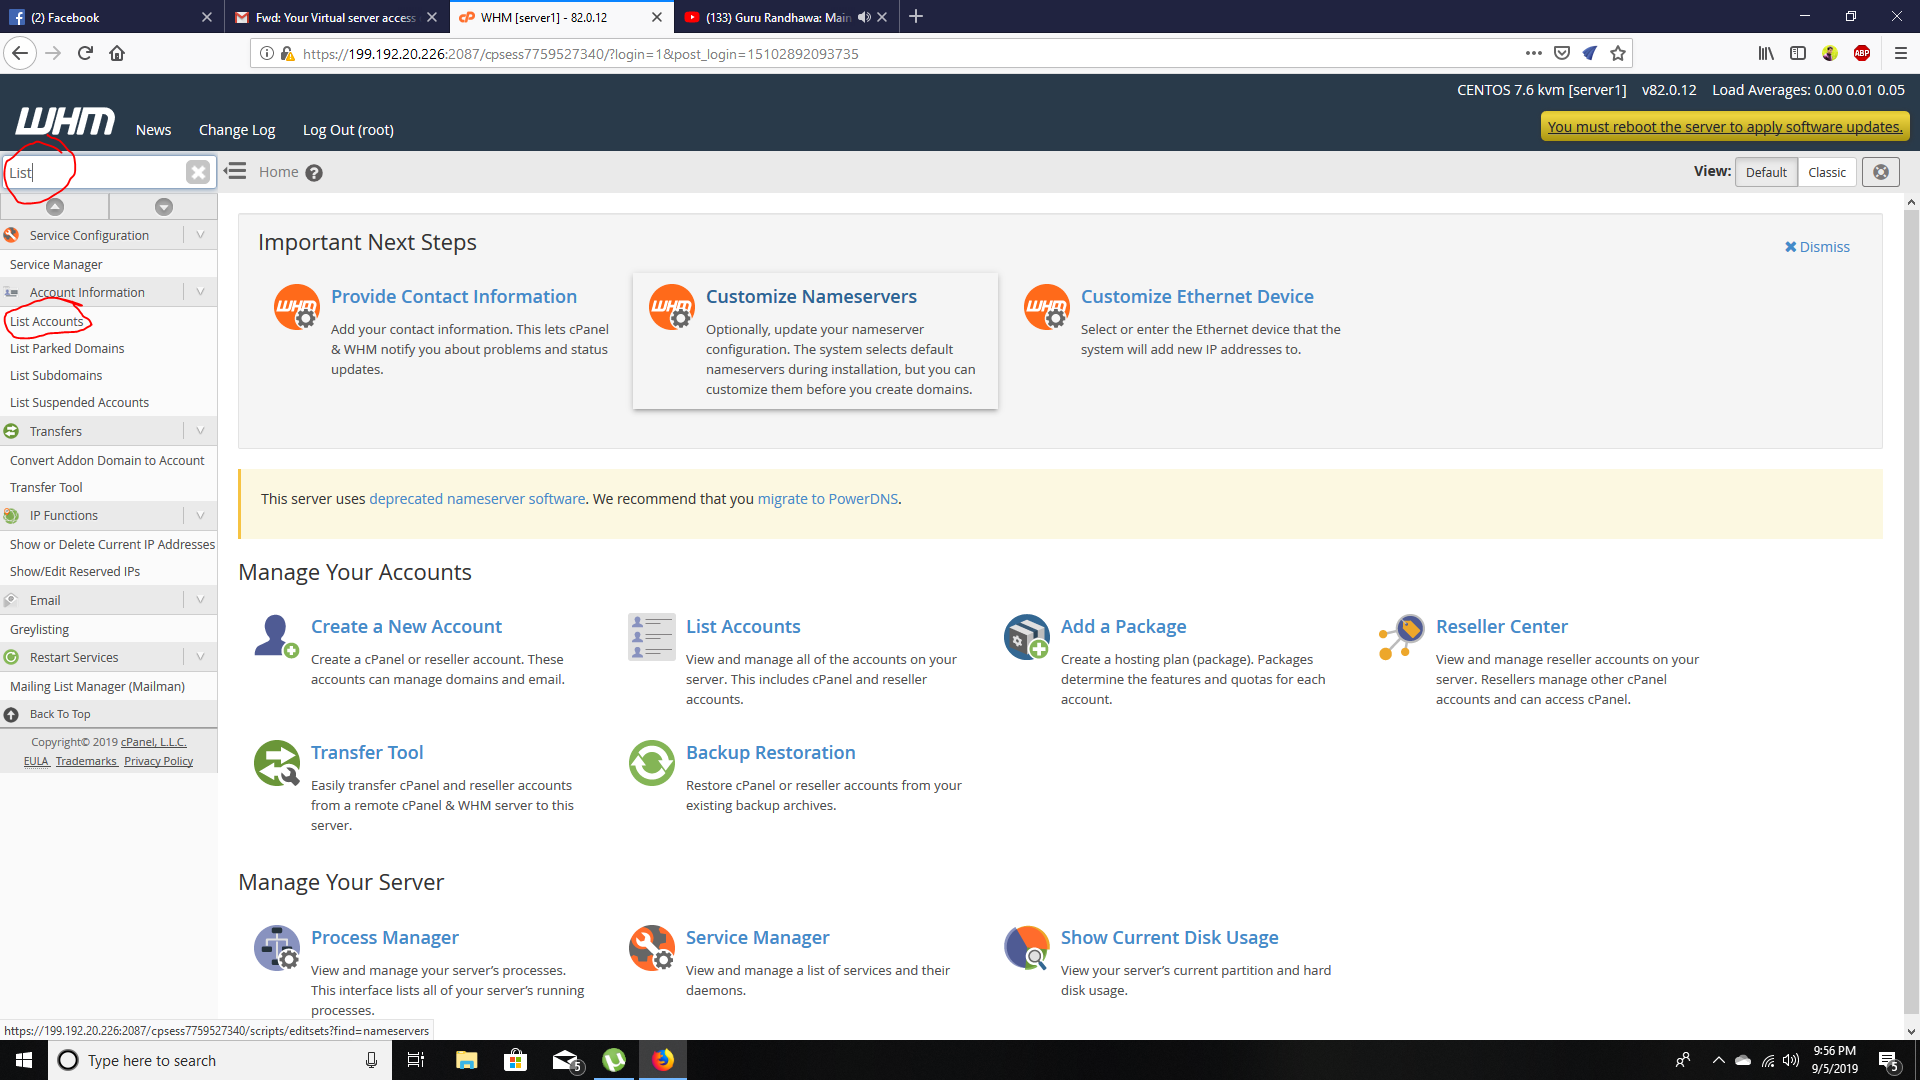 (2) Facebook
Fwd: Your Virtual server access
WHM [server1] - 82.0.12
(133) Guru Randhawa: Main
https://199.192.20.226:2087/cpsess7759527340/?login=1&post_login=15102892093735
ABP
CENTOS 7.6 kvm [server1] v82.0.12 Load Averages: 0.00 0.01 0.05
WHM
News
Change Log
Log Out (root)
You must reboot the server to apply software updates.
List
Home
View:
Default
Classic
Service Configuration
Service Manager
Account Information
List Accounts
List Parked Domains
List Subdomains
List Suspended Accounts
Transfers
Convert Addon Domain to Account
Transfer Tool
IP Functions
Show or Delete Current IP Addresses
Show/Edit Reserved IPs
Email
Greylisting
Restart Services
Mailing List Manager (Mailman)
Back To Top
Copyright© 2019 cPanel, L.L.C.
EULA Trademarks Privacy Policy
Important Next Steps
Dismiss
WHM
Provide Contact Information
Add your contact information. This lets cPanel
& WHM notify you about problems and status
updates.
WHM
Customize Nameservers
Optionally, update your nameserver
configuration. The system selects default
nameservers during installation, but you can
customize them before you create domains.
WHM
Customize Ethernet Device
Select or enter the Ethernet device that the
system will add new IP addresses to.
This server uses deprecated nameserver software. We recommend that you migrate to PowerDNS.
Manage Your Accounts
Create a New Account
Create a cPanel or reseller account. These
accounts can manage domains and email.
List Accounts
View and manage all of the accounts on your
server. This includes cPanel and reseller
accounts.
Add a Package
Create a hosting plan (package). Packages
determine the features and quotas for each
account.
Reseller Center
View and manage reseller accounts on your
server. Resellers manage other cPanel
accounts and can access cPanel.
Transfer Tool
Easily transfer cPanel and reseller accounts
from a remote cPanel & WHM server to this
server.
Backup Restoration
Restore cPanel or reseller accounts from your
existing backup archives.
Manage Your Server
Process Manager
View and manage your server's processes.
This interface lists all of your server's running
processes.
Service Manager
View and manage a list of services and their
daemons.
Show Current Disk Usage
View your server's current partition and hard
disk usage.
https://199.192.20.226:2087/cpsess7759527340/scripts/editsets?find=nameservers
Type here to search
5
9:56 PM
9/5/2019
5